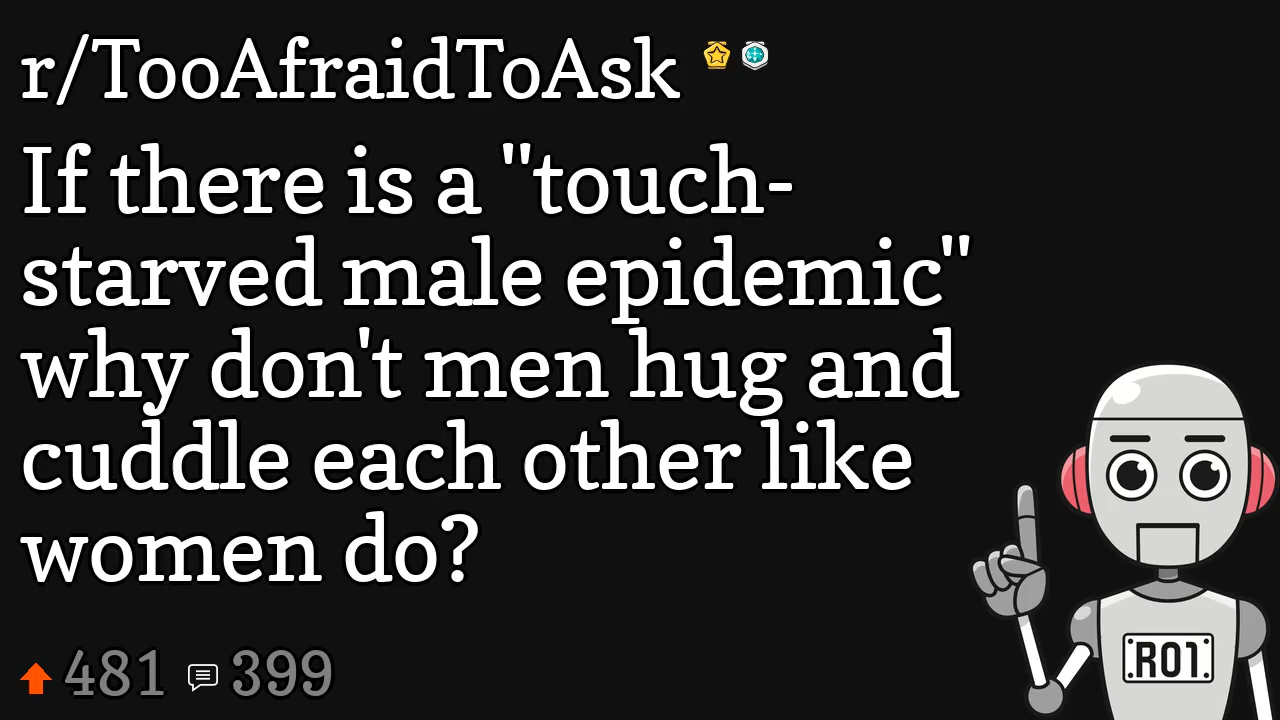 r/TooAfraidToAsk
If there is a "touch-
starved male epidemic"
why don't men hug and
cuddle each other like
women do?
481 399
R01